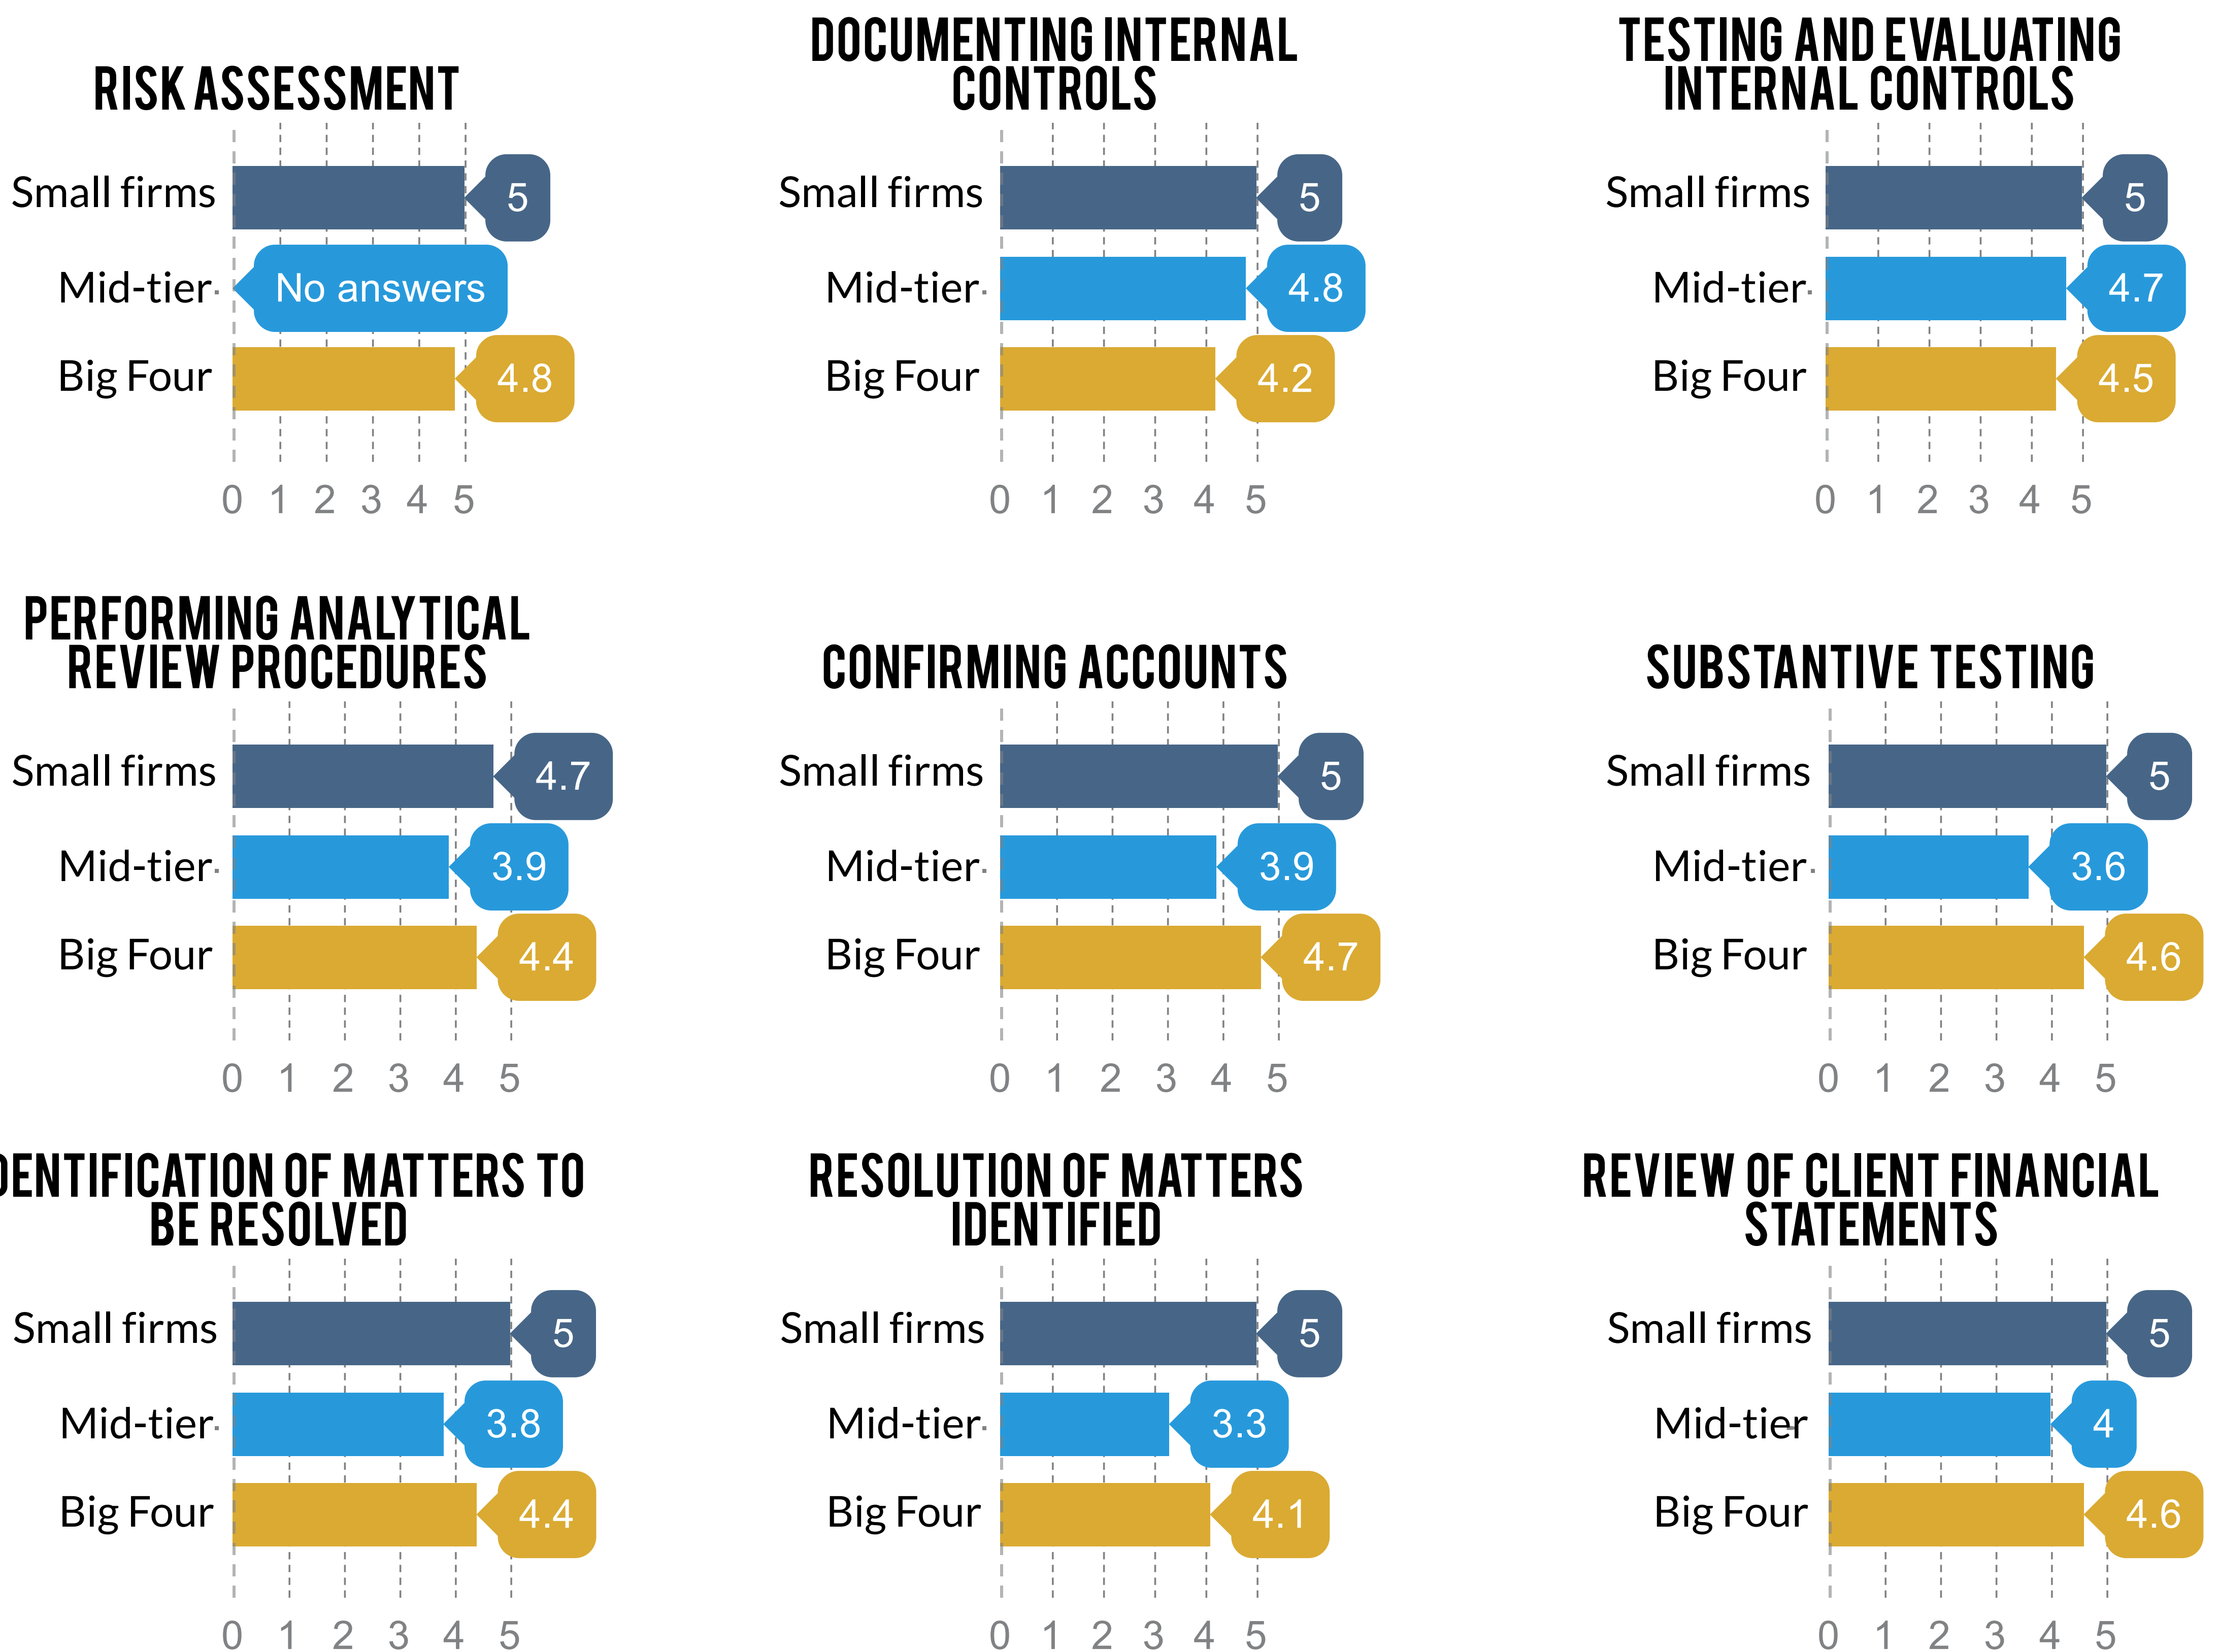 RISK ASSESSMENT
Small firms
5
Mid-tier
No answers
Big Four
4.8
0 1 2 3 4 5
DOCUMENTING INTERNAL
CONTROLS
Small firms
5
Mid-tier
4.8
Big Four
4.2
0 1 2 3 4 5
TESTING AND EVALUATING
INTERNAL CONTROLS
Small firms
5
Mid-tier
4.7
Big Four
4.5
0 1 2 3 4 5
PERFORMING ANALYTICAL
REVIEW PROCEDURES
Small firms
4.7
Mid-tier
3.9
Big Four
4.4
0 1 2 3 4 5
CONFIRMING ACCOUNTS
Small firms
5
Mid-tier
3.9
Big Four
4.7
0 1 2 3 4 5
SUBSTANTIVE TESTING
Small firms
5
Mid-tier
3.6
Big Four
4.6
0 1 2 3 4 5
DENTIFICATION OF MATTERS TO
BE RESOLVED
Small firms
5
Mid-tier
3.8
Big Four
4.4
0 1 2 3 4 5
RESOLUTION OF MATTERS
IDENTIFIED
Small firms
5
Mid-tier
3.3
Big Four
4.1
0 1 2 3 4 5
REVIEW OF CLIENT FINANCIAL
STATEMENTS
Small firms
5
Mid-tier
4
Big Four
4.6
0 1 2 3 4 5